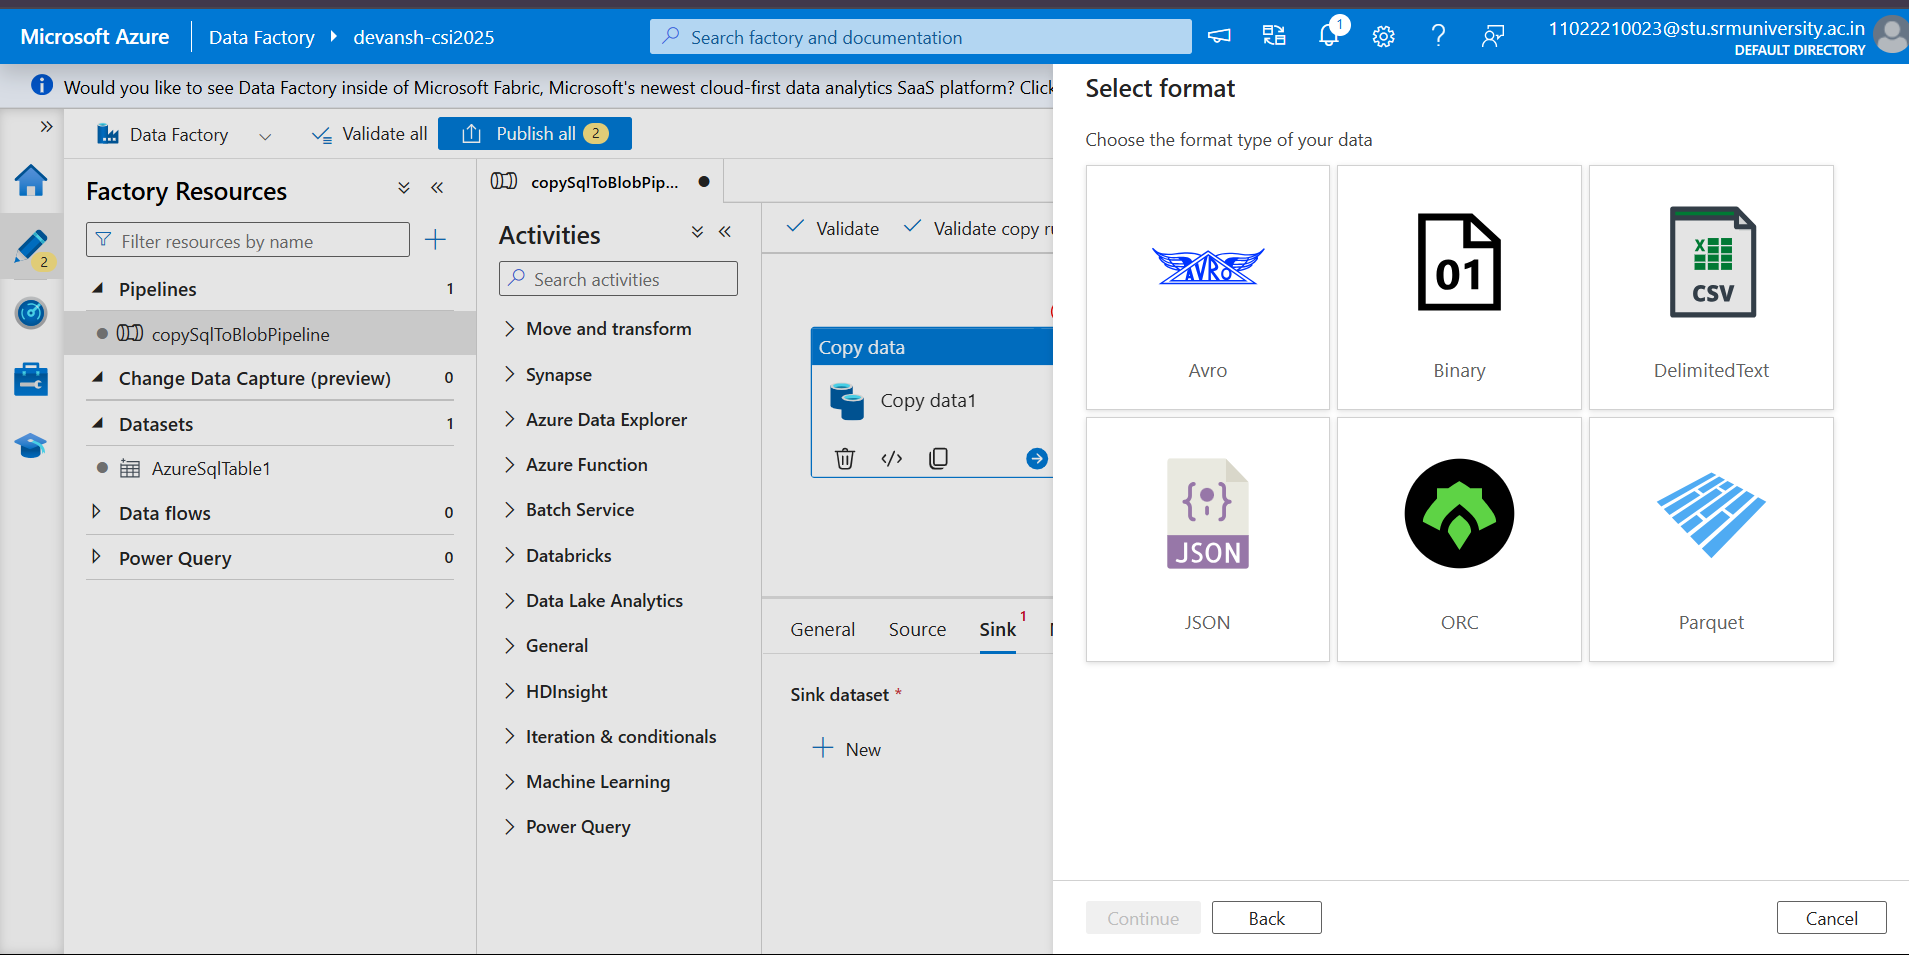 Microsoft Azure
Data Factory
devansh-csi2025
Search factory and documentation
1
11022210023@stu.srmuniversity.ac.in
DEFAULT DIRECTORY
Would you like to see Data Factory inside of Microsoft Fabric, Microsoft's newest cloud-first data analytics SaaS platform? Click
Data Factory
Validate all
Publish all 2
2
Factory Resources
Filter resources by name
Pipelines 1
copySqlToBlobPipeline
Change Data Capture (preview) 0
Datasets 1
AzureSqlTable1
Data flows 0
Power Query 0
copySqlToBlobPip...
Activities
Search activities
Move and transform
Synapse
Azure Data Explorer
Azure Function
Batch Service
Databricks
Data Lake Analytics
General
HDInsight
Iteration & conditionals
Machine Learning
Power Query
Validate
Validate copy
Copy data
Copy data1
General
Source
Sink 1
Sink dataset *
New
Select format
Choose the format type of your data
AVRO
Avro
01
Binary
X
CSV
DelimitedText
JSON
JSON
ORC
Parquet
Continue
Back
Cancel